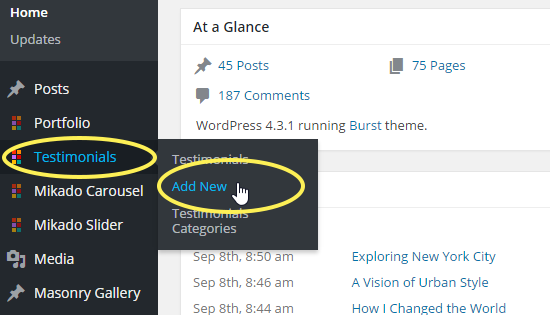 Home
Updates
Posts
Portfolio
Testimonials
Mikado Carousel
Mikado Slider
Media
Masonry Gallery
Testimonials
Add New
Testimonials
Categories
At a Glance
45 Posts
75 Pages
187 Comments
WordPress 4.3.1 running Burst theme.
Sep 8th, 8:50 am Exploring New York City
Sep 8th, 8:46 am A Vision of Urban Style
Sep 8th, 8:44 am How I Changed the World